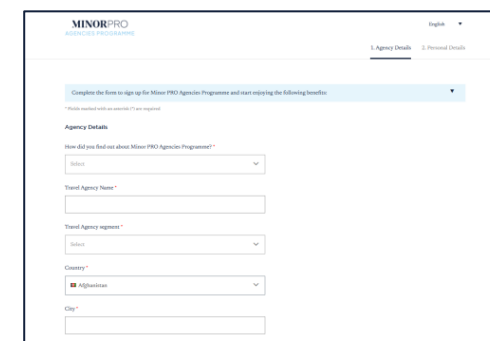 MINORPRO
AGENCIES PROGRAMME
English
1. Agency Details 2. Personal Details
Complete the form to sign up for Minor PRO Agencies Programme and start enjoying the following benefits:
* Fields marked with an asterisk (*) are required
Agency Details
How did you find out about Minor PRO Agencies Programme? *
Select
Travel Agency Name *
Travel Agency segment *
Select
Country *
Afghanistan
City *